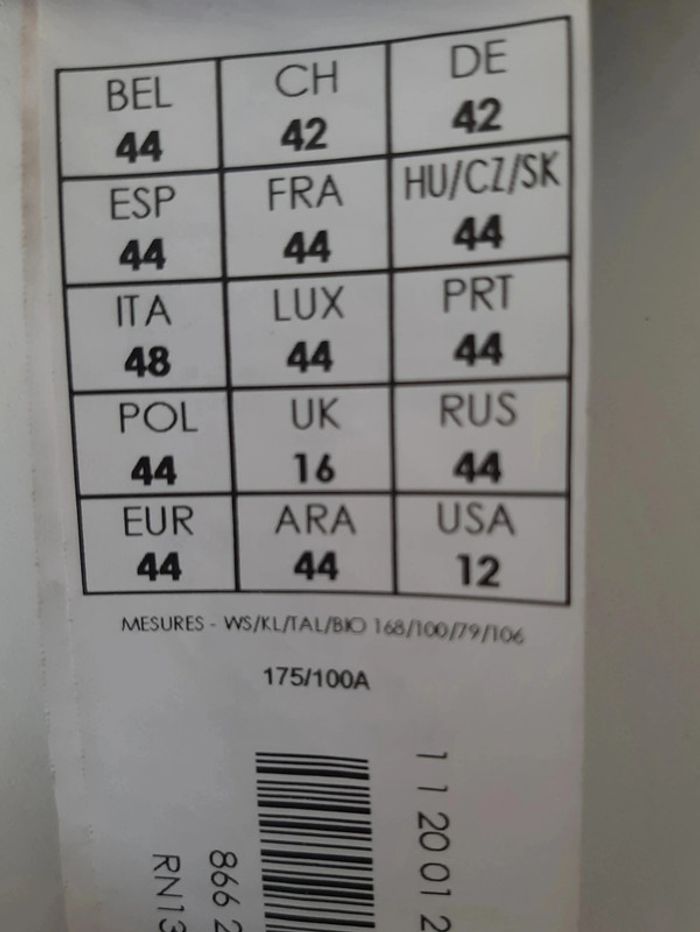 BEL CH DE
44 42 42
ESP FRA HU/CZ/SK
44 44 44
ITA LUX PRT
48 44 44
POL UK RUS
44 16 44
EUR ARA USA
44 44 12
MESURES - WS/KL/TAL/BIO 168/100/79/106
175/100A
1 1 20 01 2
866 2
RN13